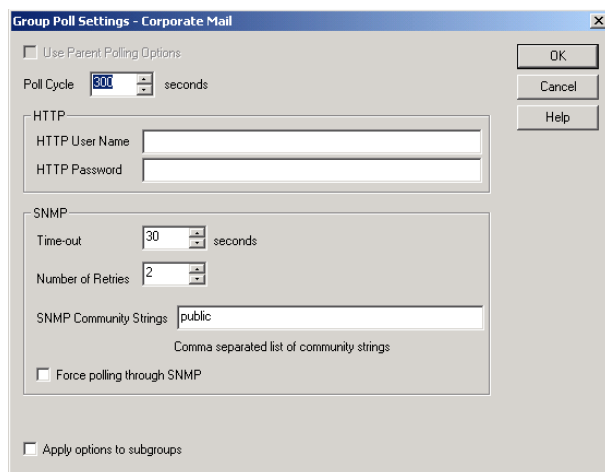 Group Poll Settings - Corporate Mail
Use Parent Polling Options
OK
Poll Cycle 300 seconds
Cancel
HTTP
Help
HTTP User Name
HTTP Password
SNMP
Time-out 30 seconds
Number of Retries 2
SNMP Community Strings public
Comma separated list of community strings
Force polling through SNMP
Apply options to subgroups